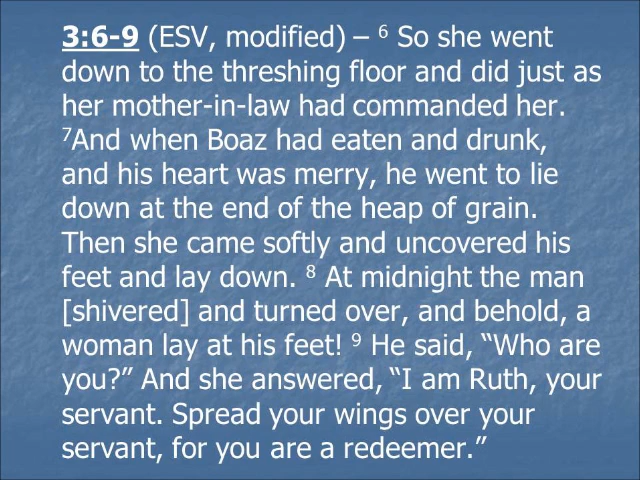 3:6-9 (ESV, modified) – 6 So she went
down to the threshing floor and did just as
her mother-in-law had commanded her.
7And when Boaz had eaten and drunk,
and his heart was merry, he went to lie
down at the end of the heap of grain.
Then she came softly and uncovered his
feet and lay down. 8 At midnight the man
[shivered] and turned over, and behold, a
woman lay at his feet! 9 He said, “Who are
you?” And she answered, “I am Ruth, your
servant. Spread your wings over your
servant, for you are a redeemer.”